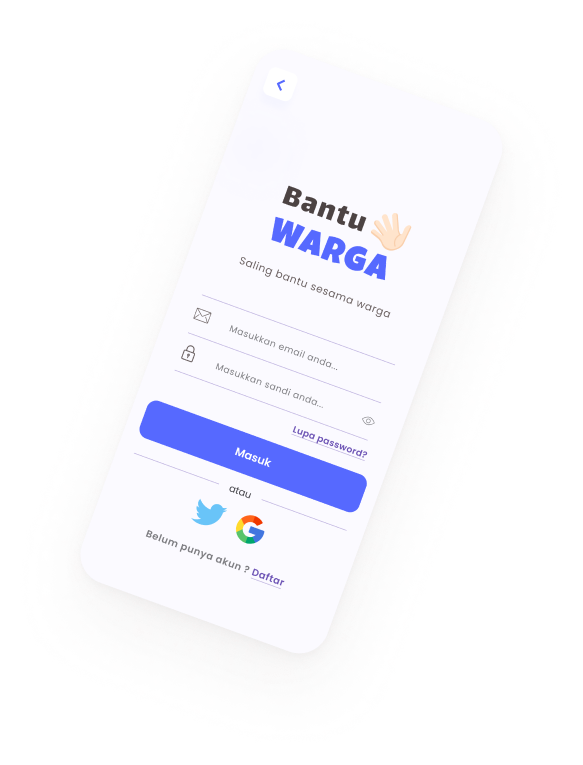 Bantu
WARGA
Saling bantu sesama warga
Masukkan email anda...
Masukkan sandi anda...
Lupa password?
Masuk
atau
Belum punya akun ? Daftar